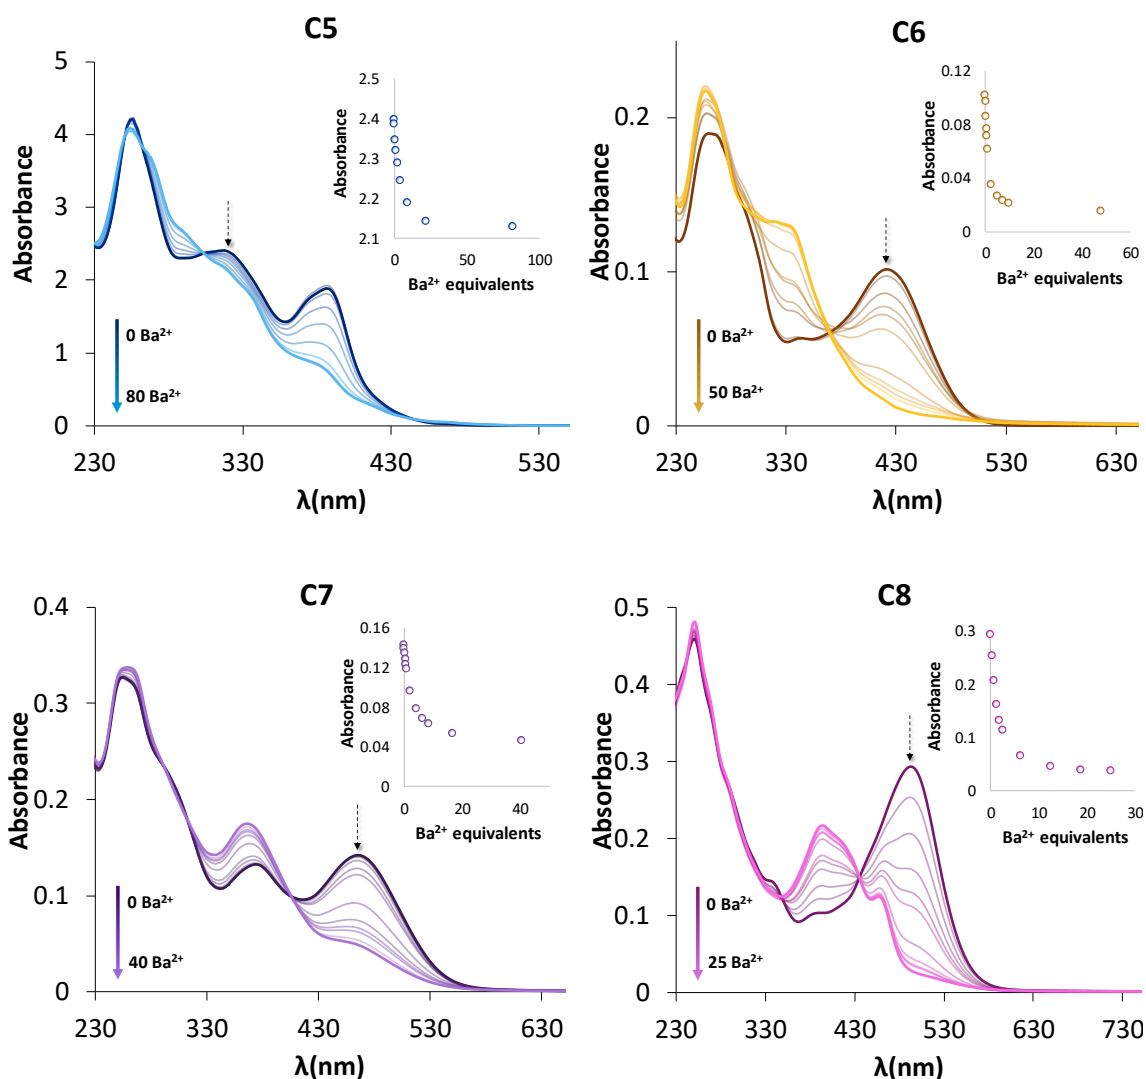 C5
Absorbance
5
4
3
2
1
0
230
330
430
530
λ(nm)
0 Ba²⁺
80 Ba²⁺
Absorbance
2.5
2.4
2.3
2.2
2.1
0
50
100
Ba²⁺ equivalents
C6
Absorbance
0.2
0.1
0
230
330
430
530
630
λ(nm)
0 Ba²⁺
50 Ba²⁺
Absorbance
0.12
0.08
0.04
0
0
20
40
60
Ba²⁺ equivalents
C7
Absorbance
0.4
0.3
0.2
0.1
0
230
330
430
530
630
λ(nm)
0 Ba²⁺
40 Ba²⁺
Absorbance
0.16
0.12
0.08
0.04
0
0
20
40
Ba²⁺ equivalents
C8
Absorbance
0.5
0.4
0.3
0.2
0.1
0
230
330
430
530
630
730
λ(nm)
0 Ba²⁺
25 Ba²⁺
Absorbance
0.3
0.2
0.1
0
0
10
20
30
Ba²⁺ equivalents